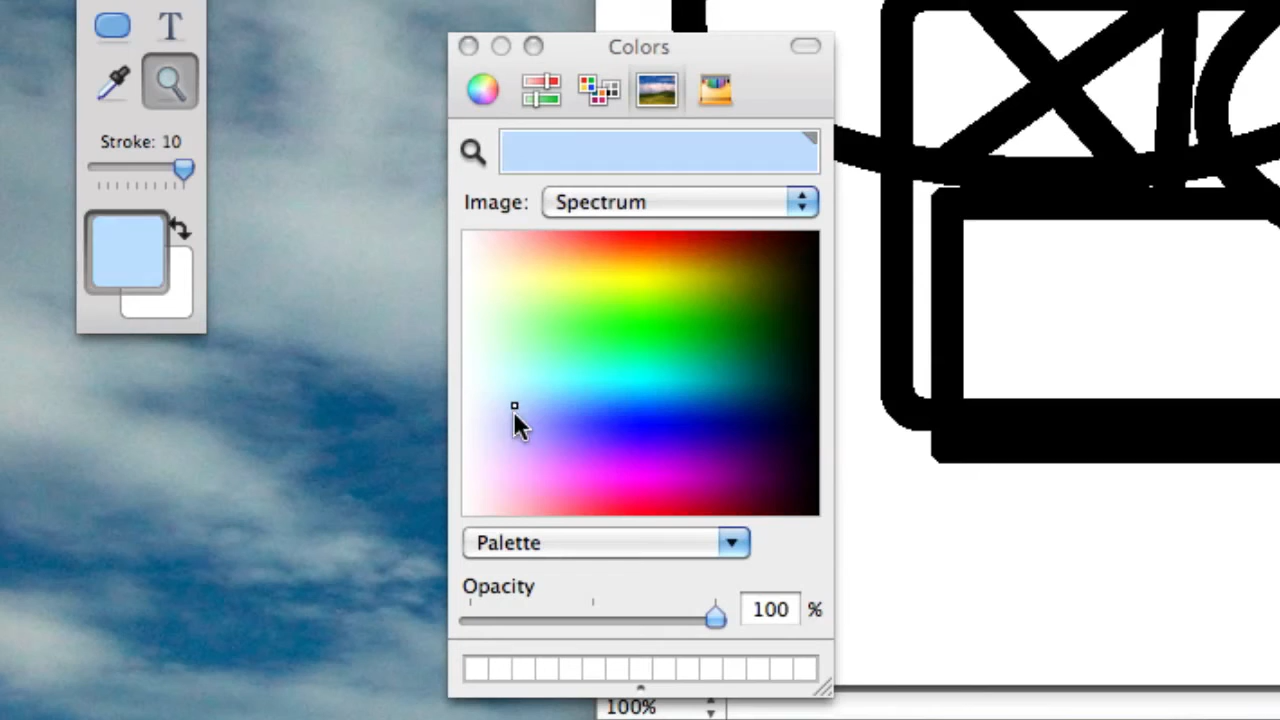 T
Stroke: 10
Colors
Image: Spectrum
Palette
Opacity
100 %
100%